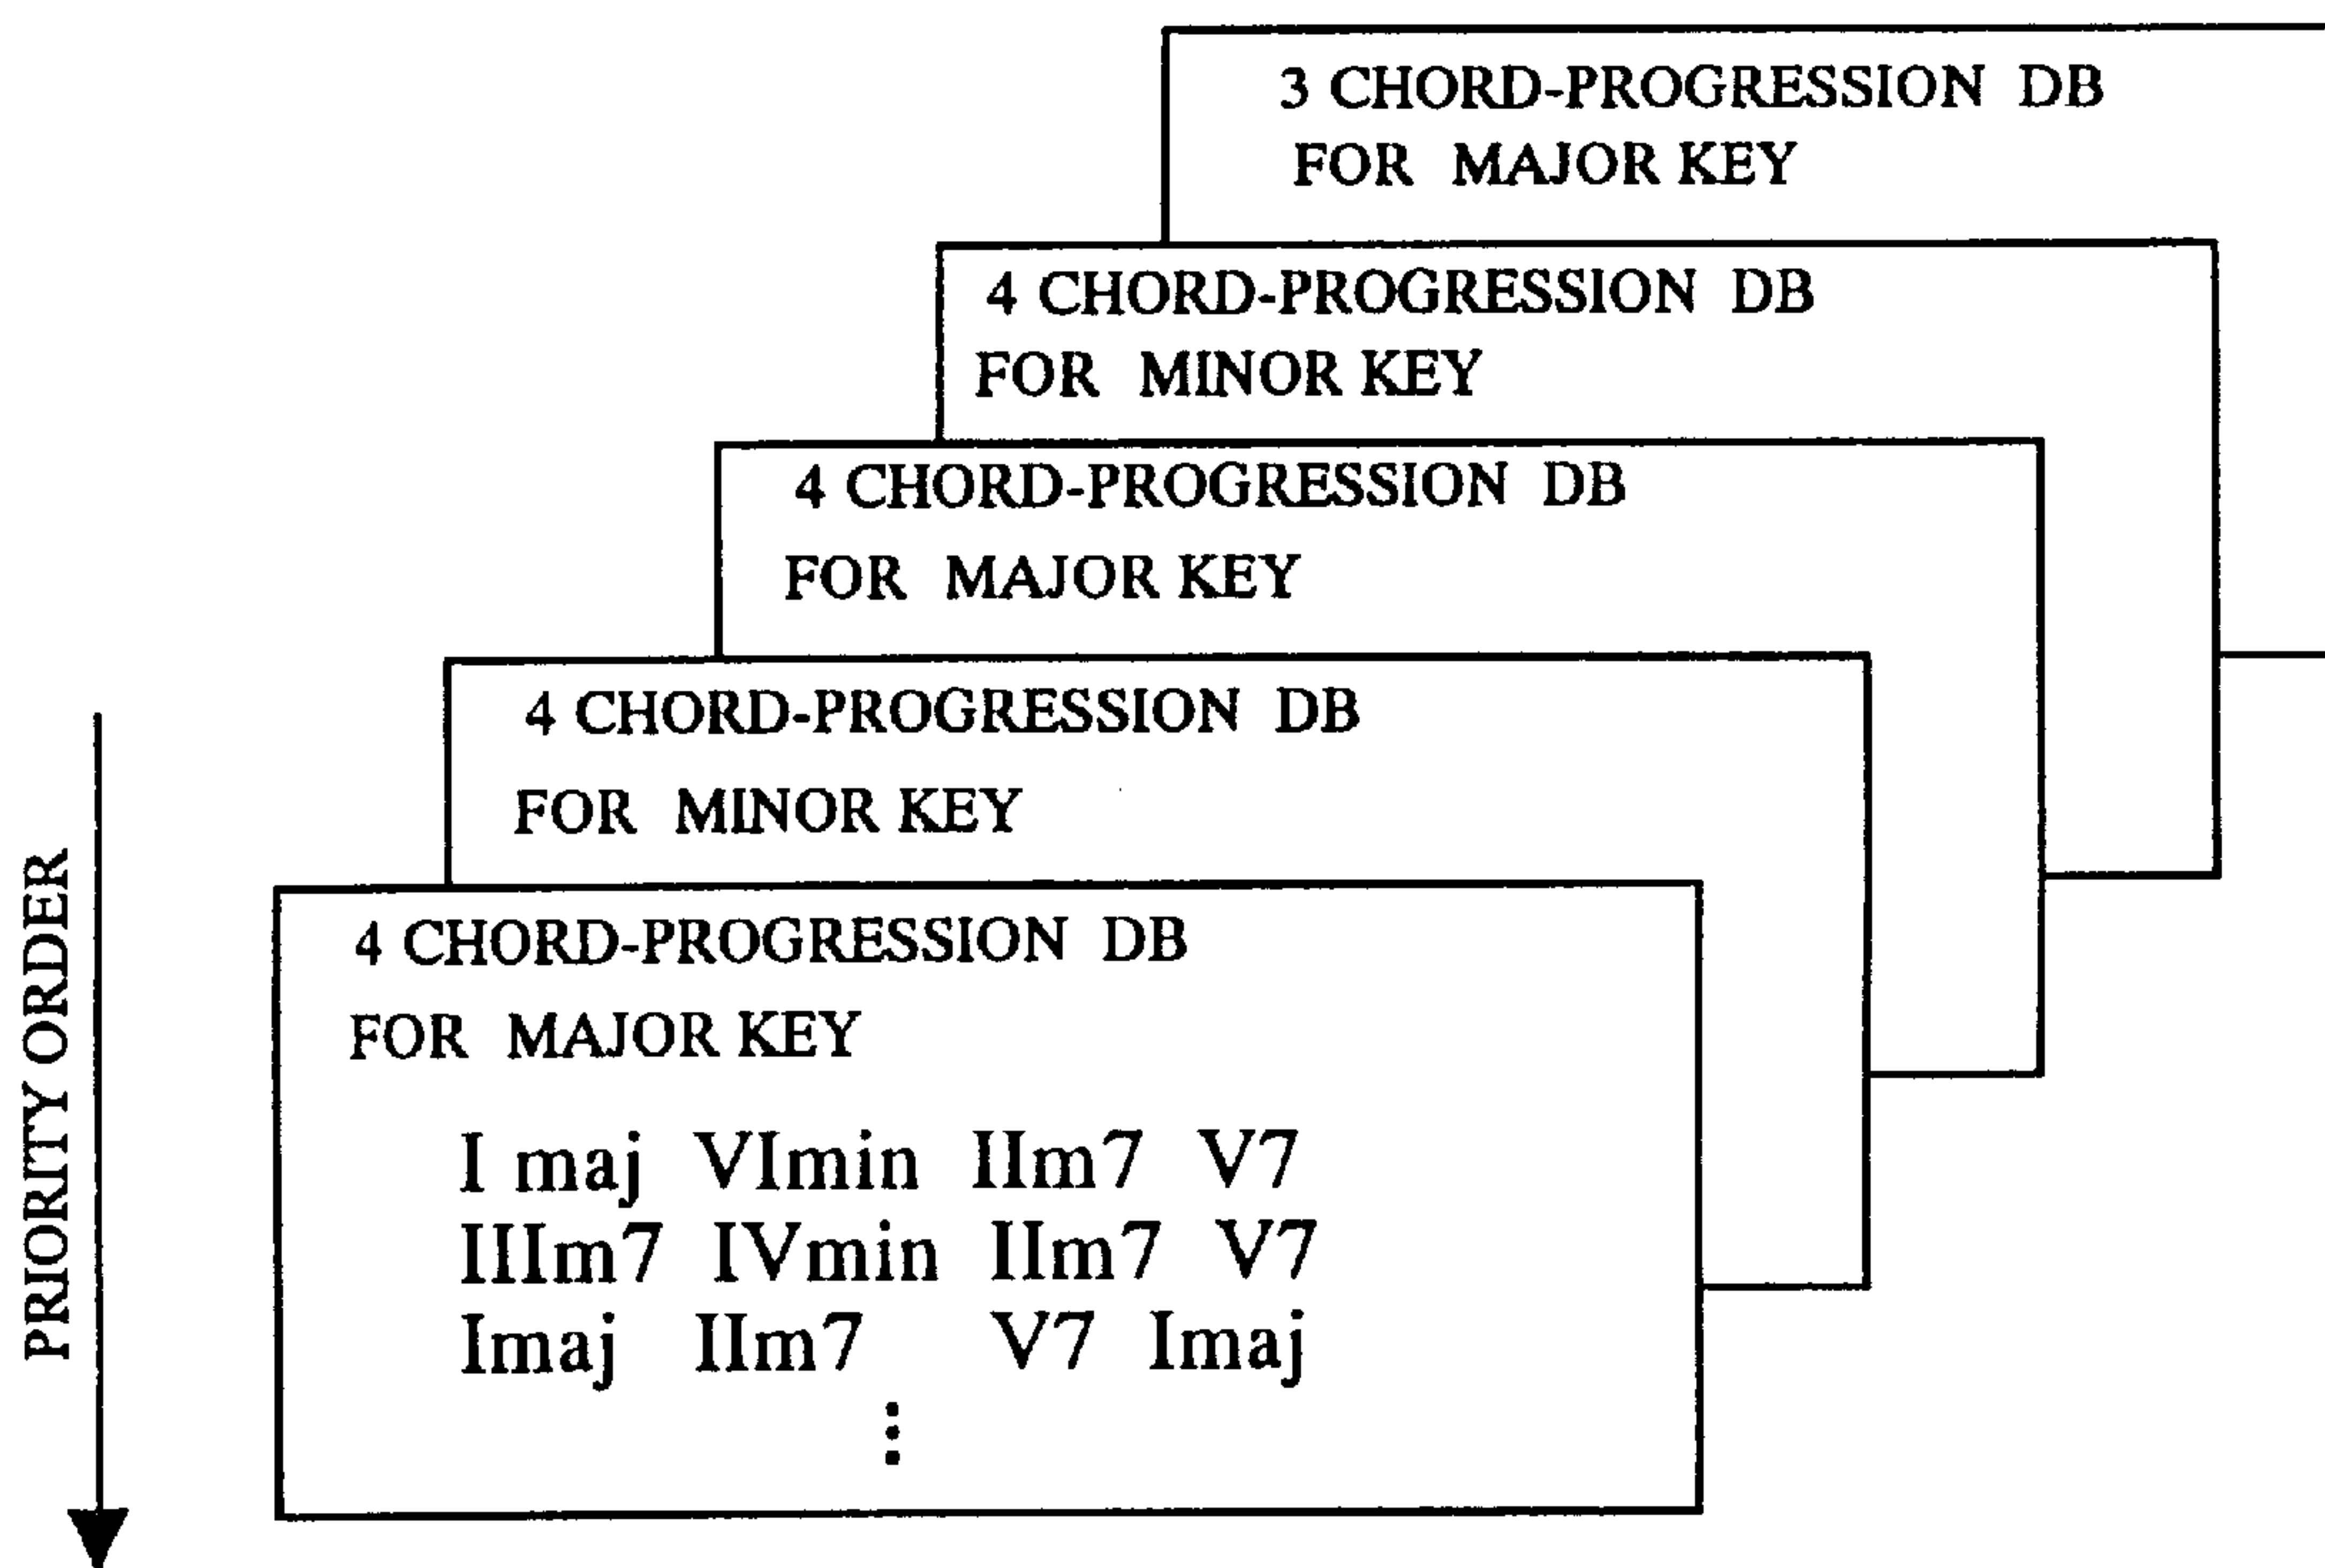 3 CHORD-PROGRESSION DB
FOR MAJOR KEY
4 CHORD-PROGRESSION DB
FOR MINOR KEY
4 CHORD-PROGRESSION DB
FOR MAJOR KEY
4 CHORD-PROGRESSION DB
FOR MINOR KEY
4 CHORD-PROGRESSION DB
FOR MAJOR KEY
I maj VImin IIm7 V7
IIIm7 IVmin IIm7 V7
Imaj IIm7 V7 Imaj
⋮
PRIORITY ORDER